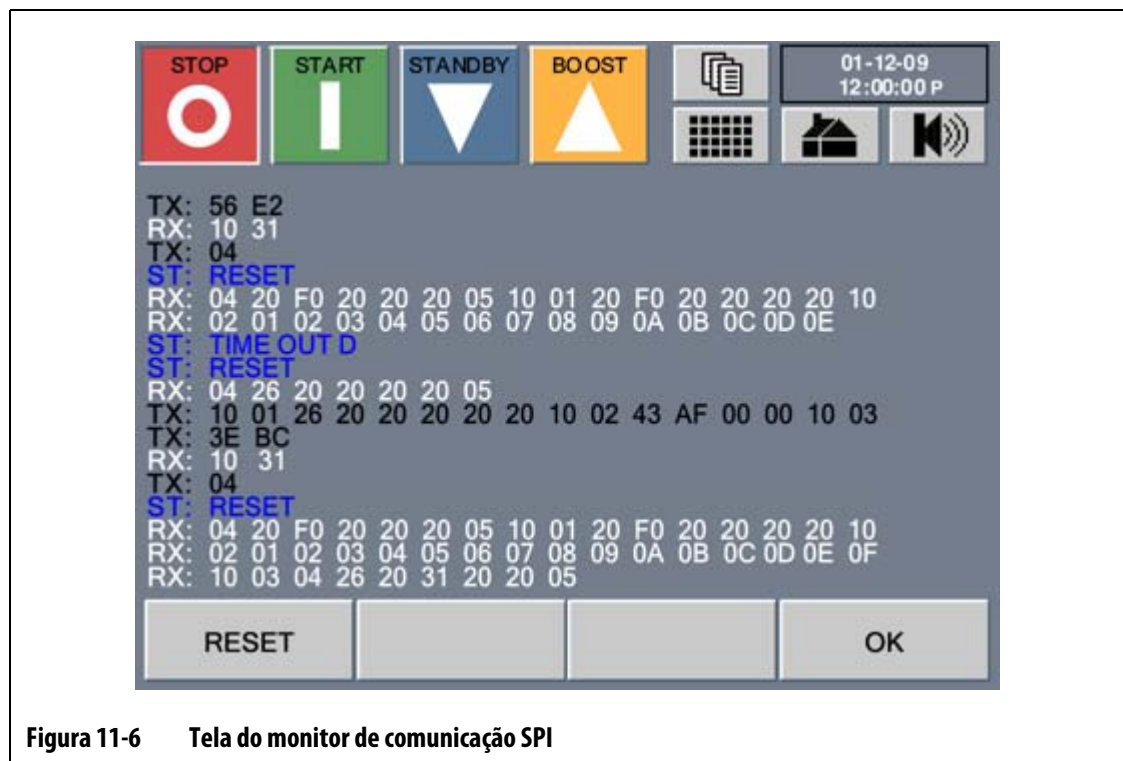 STOP
START
STANDBY
BOOST
01-12-09
12:00:00 P
TX: 56 E2
RX: 10 31
TX: 04
ST: RESET
RX: 04 20 F0 20 20 20 05 10 01 20 F0 20 20 20 20 10
RX: 02 01 02 03 04 05 06 07 08 09 0A 0B 0C 0D 0E
ST: TIME OUT D
ST: RESET
RX: 04 26 20 20 20 20 05
TX: 10 01 26 20 20 20 20 20 10 02 43 AF 00 00 10 03
TX: 3E BC
RX: 10 31
TX: 04
ST: RESET
RX: 04 20 F0 20 20 20 05 10 01 20 F0 20 20 20 20 10
RX: 02 01 02 03 04 05 06 07 08 09 0A 0B 0C 0D 0E 0F
RX: 10 03 04 26 20 31 20 20 05
RESET
OK
Figura 11-6 Tela do monitor de comunicação SPI